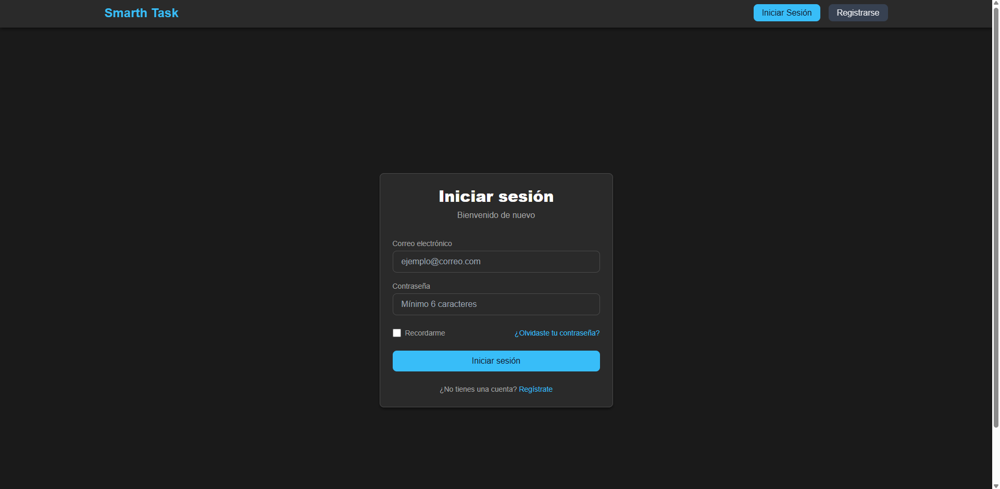 Smarth Task
Iniciar Sesión
Registrarse
Iniciar sesión
Bienvenido de nuevo
Correo electrónico
ejemplo@correo.com
Contraseña
Mínimo 6 caracteres
Recordarme
¿Olvidaste tu contraseña?
Iniciar sesión
¿No tienes una cuenta? Regístrate